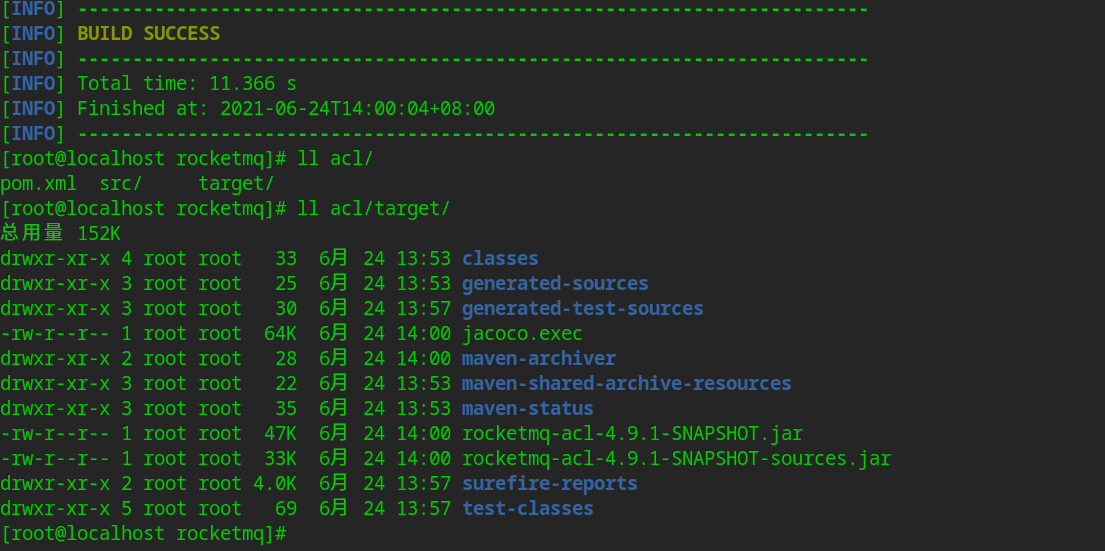 [INFO] ------------------------------------------------------------------------
[INFO] BUILD SUCCESS
[INFO] ------------------------------------------------------------------------
[INFO] Total time: 11.366 s
[INFO] Finished at: 2021-06-24T14:00:04+08:00
[INFO] ------------------------------------------------------------------------
[root@localhost rocketmq]# ll acl/
pom.xml  src/     target/
[root@localhost rocketmq]# ll acl/target/
总用量 152K
drwxr-xr-x 4 root root   33  6月 24 13:53 classes
drwxr-xr-x 3 root root   25  6月 24 13:53 generated-sources
drwxr-xr-x 3 root root   30  6月 24 13:57 generated-test-sources
-rw-r--r-- 1 root root  64K  6月 24 14:00 jacoco.exec
drwxr-xr-x 2 root root   28  6月 24 14:00 maven-archiver
drwxr-xr-x 3 root root   22  6月 24 13:53 maven-shared-archive-resources
drwxr-xr-x 3 root root   35  6月 24 13:53 maven-status
-rw-r--r-- 1 root root  47K  6月 24 14:00 rocketmq-acl-4.9.1-SNAPSHOT.jar
-rw-r--r-- 1 root root  33K  6月 24 14:00 rocketmq-acl-4.9.1-SNAPSHOT-sources.jar
drwxr-xr-x 2 root root 4.0K  6月 24 13:57 surefire-reports
drwxr-xr-x 5 root root   69  6月 24 13:57 test-classes
[root@localhost rocketmq]#